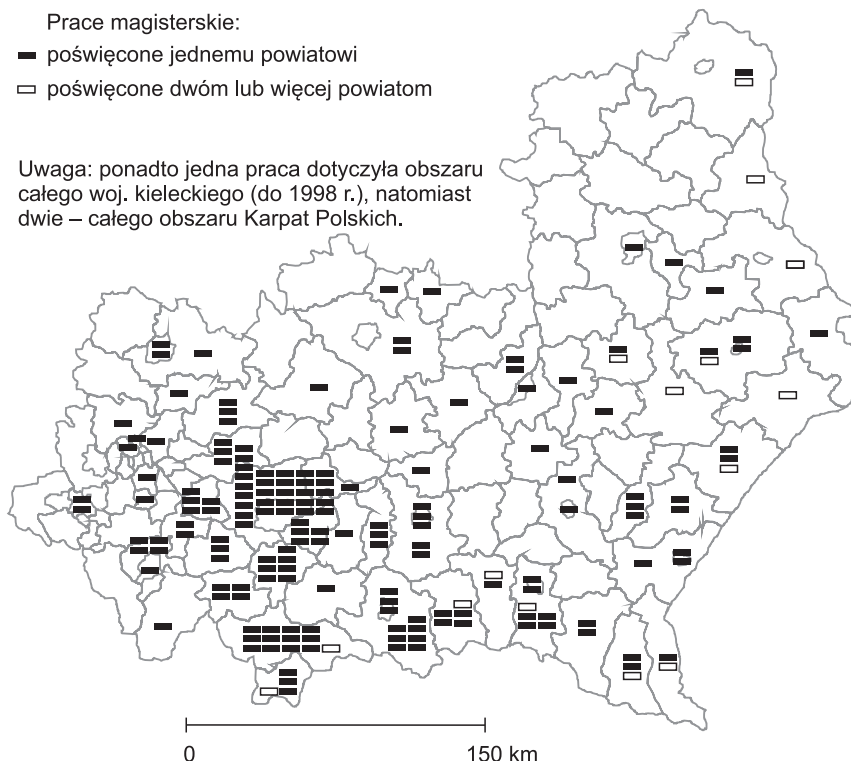 Prace magisterskie:
poświęcone jednemu powiatowi
poświęcone dwóm lub więcej powiatom
Uwaga: ponadto jedna praca dotyczyła obszaru
całego woj. kieleckiego (do 1998 r.), natomiast
dwie – całego obszaru Karpat Polskich.
0 150 km